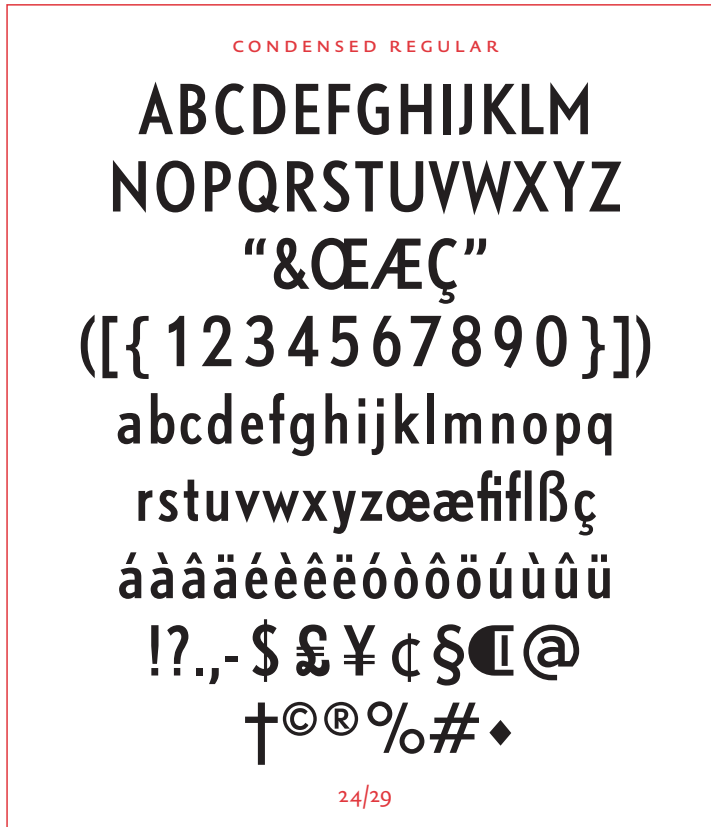 CONDENSED REGULAR
ABCDEFGHIJKLM
NOPQRSTUVWXYZ
“&ŒÆÇ”
([{1234567890}])
abcdefghijklmnopq
rstuvwxyzœæfiflßç
áàâäéèêëóòôöúùûü
!?.,-$£¥¢§¶@
†©®%#♦
24/29